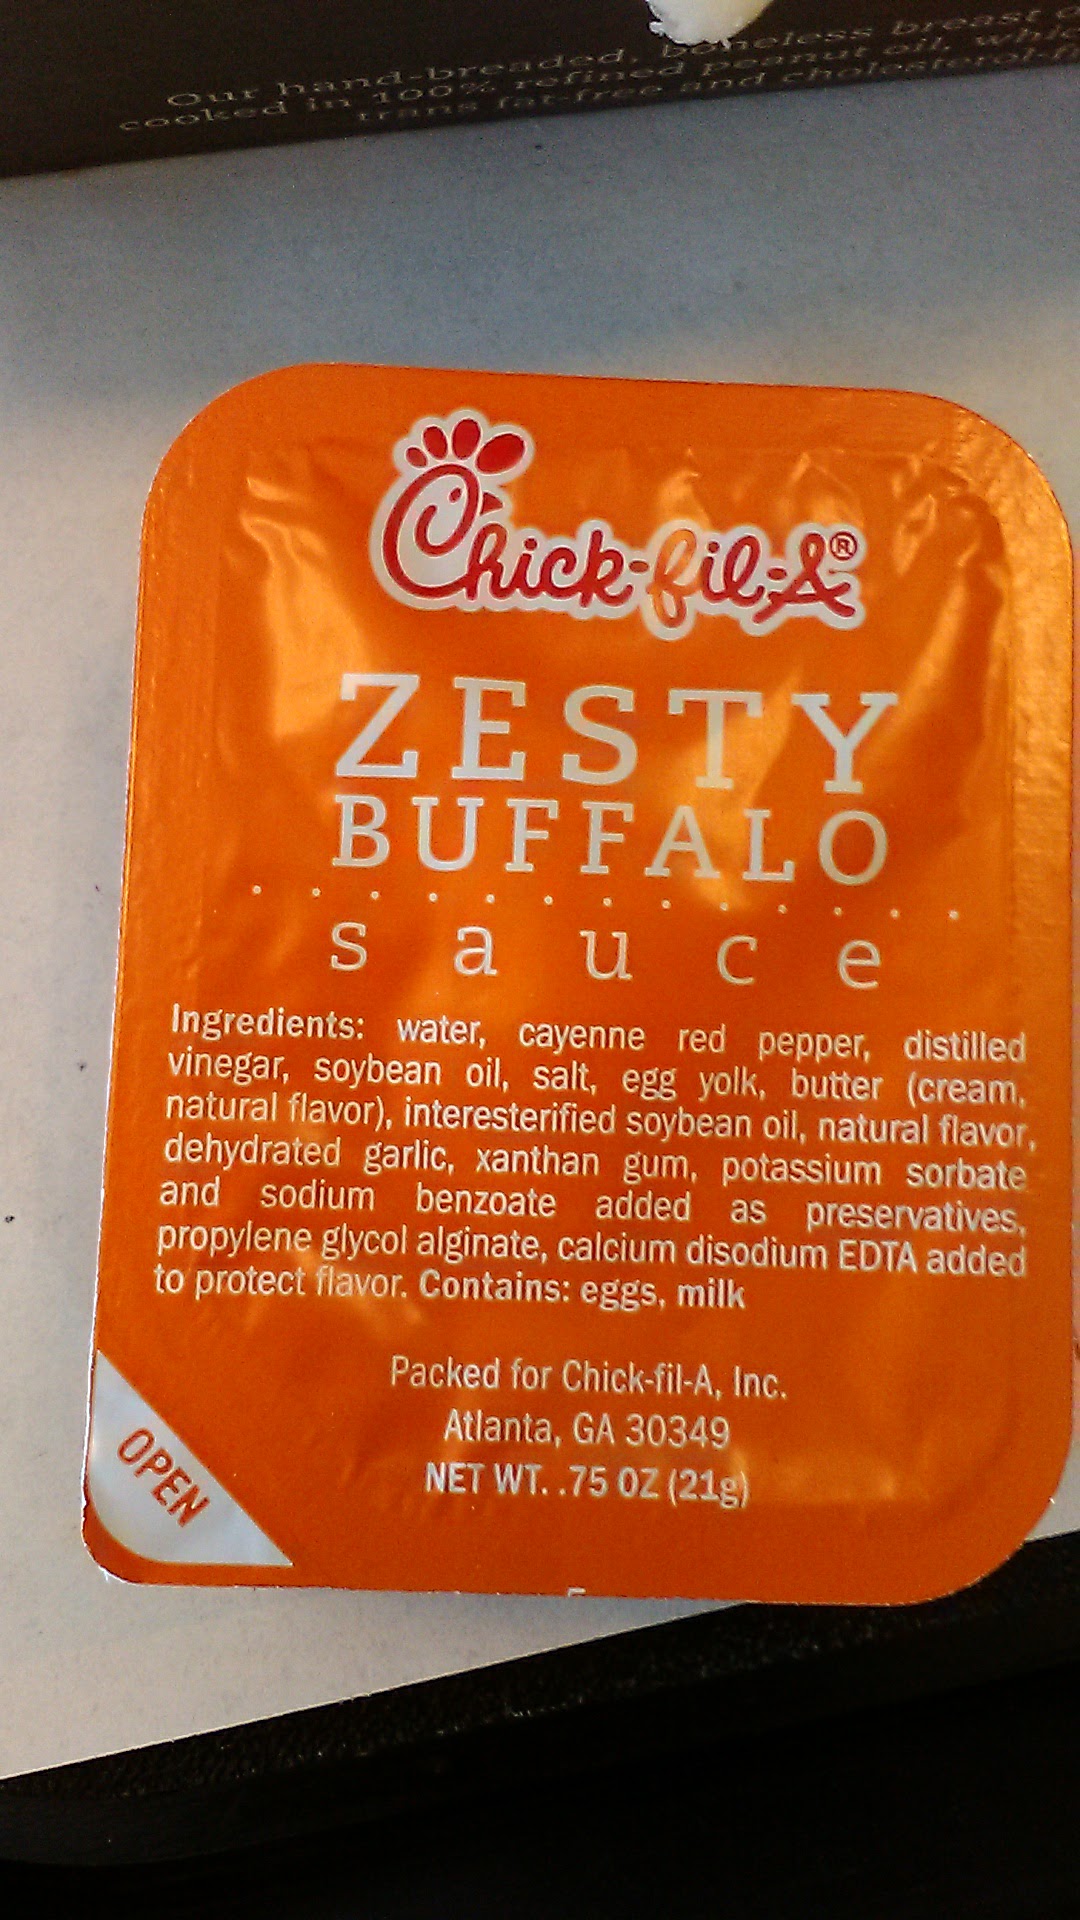 Our hand-breaded, boneless breast
cooked in 100% refined peanut oil,
trans fat-free and
Chick-fil-A®
ZESTY
BUFFALO
sauce
Ingredients: water, cayenne red pepper, distilled
vinegar, soybean oil, salt, egg yolk, butter (cream,
natural flavor), interesterified soybean oil, natural flavor,
dehydrated garlic, xanthan gum, potassium sorbate
and sodium benzoate added as preservatives,
propylene glycol alginate, calcium disodium EDTA added
to protect flavor. Contains: eggs, milk
Packed for Chick-fil-A, Inc.
Atlanta, GA 30349
NET WT. .75 OZ (21g)
OPEN